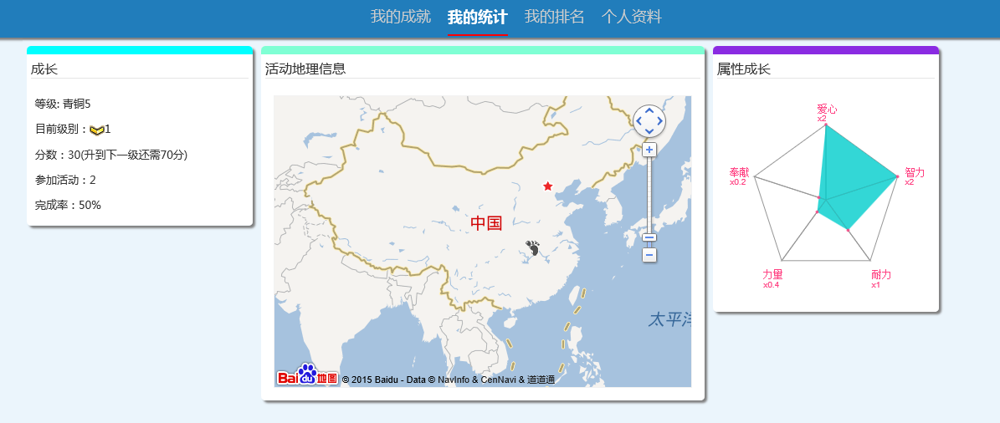 我的成就 我的统计 我的排名 个人资料
成长
等级: 青铜5
目前级别：1
分数：30(升到下一级还需70分)
参加活动：2
完成率：50%
活动地理信息
中国
太平洋
Bai du 地图 © 2015 Baidu - Data © NavInfo & CenNavi & 道道通
属性成长
爱心
x2
智力
x2
耐力
x1
力量
x0.4
奉献
x0.2